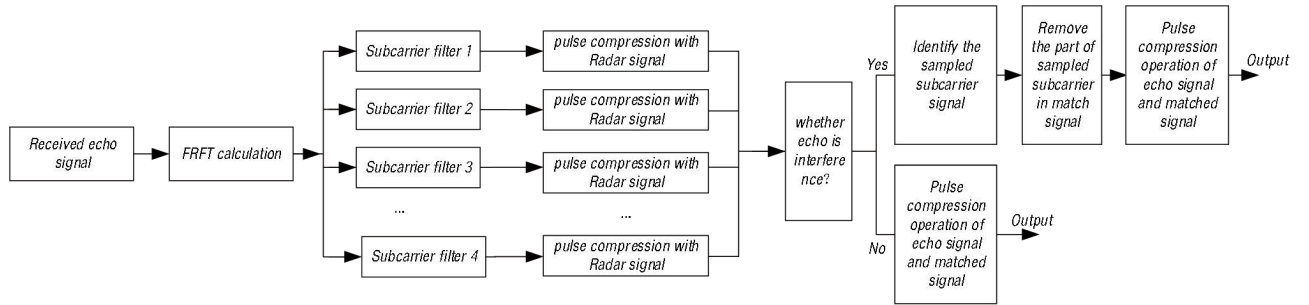 Received echo
signal
FRFT calculation
Subcarrier filter 1
Subcarrier filter 2
Subcarrier filter 3
...
Subcarrier filter 4
pulse compression with
Radar signal
pulse compression with
Radar signal
pulse compression with
Radar signal
...
pulse compression with
Radar signal
whether
echo is
interfere
nce?
Yes
Identify the
sampled
subcarrier
signal
Remove
the part of
sampled
subcarrier
in match
signal
Pulse
compression
operation of
echo signal
and matched
signal
Output
No
Pulse
compression
operation of
echo signal
and matched
signal
Output